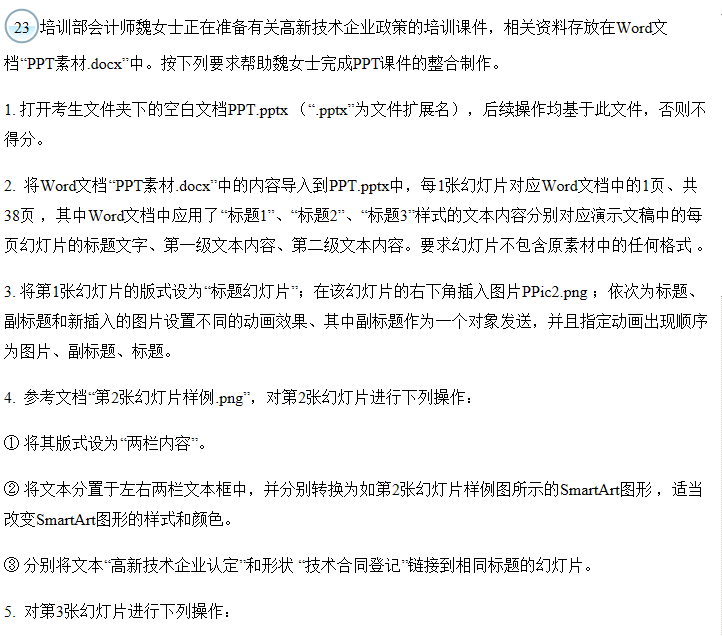 23 培训部会计师魏女士正在准备有关高新技术企业政策的培训课件，相关资料存放在Word文
档“PPT素材.docx”中。按下列要求帮助魏女士完成PPT课件的整合制作。
1. 打开考生文件夹下的空白文档PPT.pptx （“.pptx”为文件扩展名），后续操作均基于此文件，否则不
得分。
2. 将Word文档“PPT素材.docx”中的内容导入到PPT.pptx中，每1张幻灯片对应Word文档中的1页、共
38页 ，其中Word文档中应用了“标题1”、“标题2”、“标题3”样式的文本内容分别对应演示文稿中的每
页幻灯片的标题文字、第一级文本内容、第二级文本内容。要求幻灯片不包含原素材中的任何格式 。
3. 将第1张幻灯片的版式设为“标题幻灯片”；在该幻灯片的右下角插入图片PPic2.png ；依次为标题、
副标题和新插入的图片设置不同的动画效果、其中副标题作为一个对象发送，并且指定动画出现顺序
为图片、副标题、标题。
4. 参考文档“第2张幻灯片样例.png”，对第2张幻灯片进行下列操作：
① 将其版式设为“两栏内容”。
② 将文本分置于左右两栏文本框中，并分别转换为如第2张幻灯片样例图所示的SmartArt图形 ，适当
改变SmartArt图形的样式和颜色。
③ 分别将文本“高新技术企业认定”和形状 “技术合同登记”链接到相同标题的幻灯片。
5. 对第3张幻灯片进行下列操作：